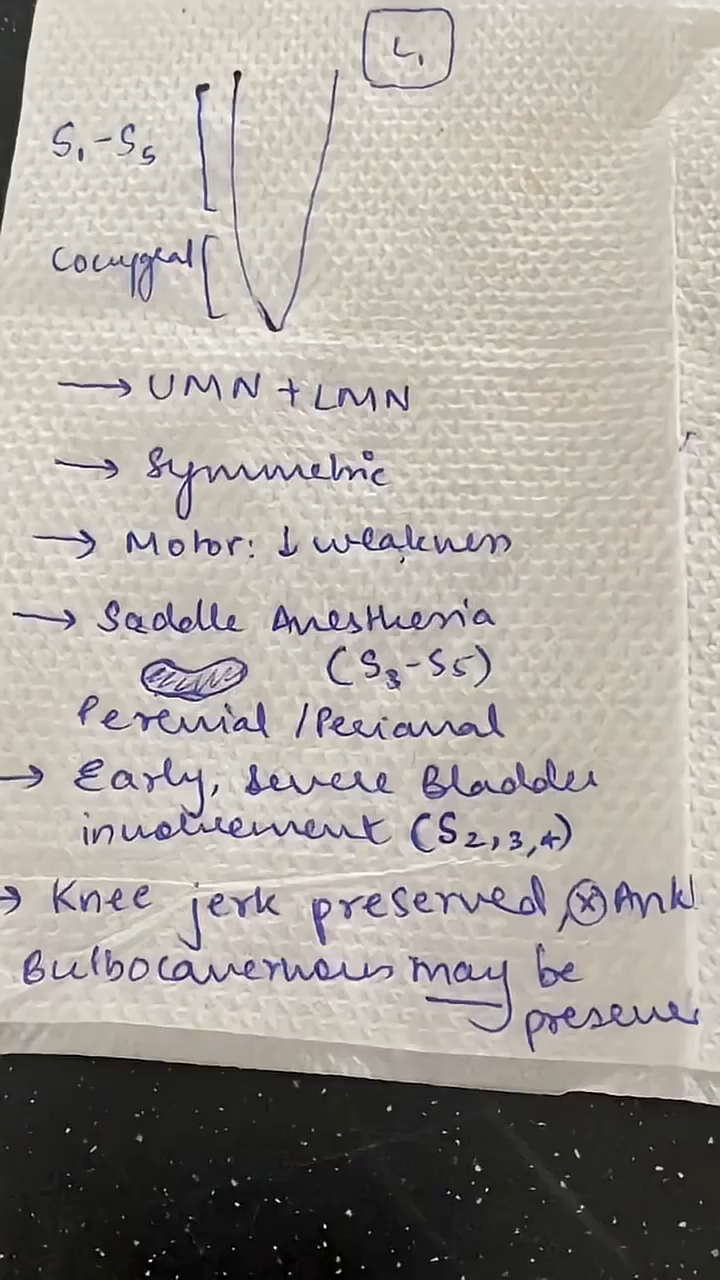 L₁
S₁-S₅
Coccygeal
→ UMN + LMN
→ Symmetric
→ Motor: ↓ weakness
→ Saddle Anesthesia
(S₃-S₅)
Perenial / Perianal
→ Early, severe Bladder
involvement (S₂,₃,₄)
→ Knee jerk preserved, ⓧ Ankl
Bulbocavernous may be
preserve